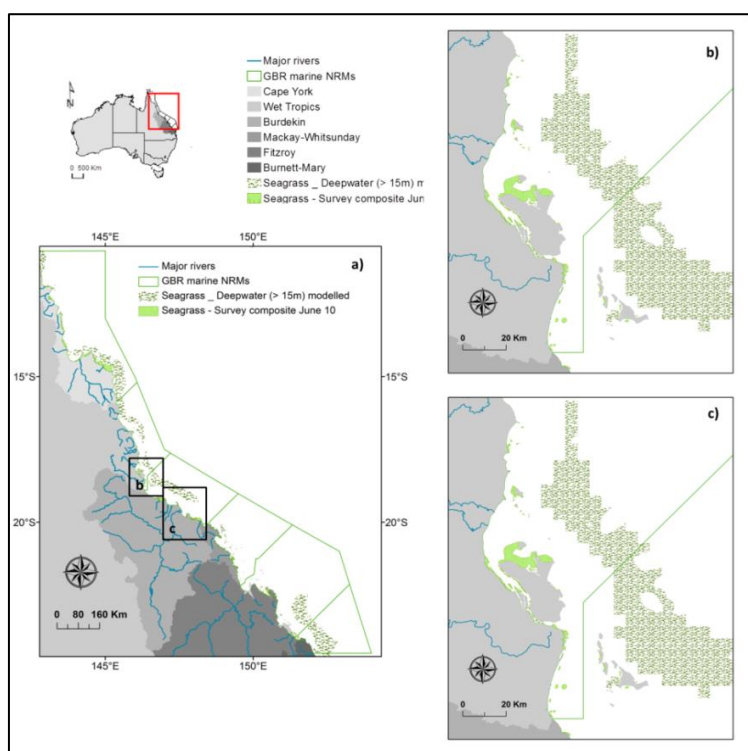 N
0 500 Km
Major rivers
GBR marine NRMs
Cape York
Wet Tropics
Burdekin
Mackay-Whitsunday
Fitzroy
Burnett-Mary
Seagrass _ Deepwater (> 15m) m
Seagrass - Survey composite Jun
145°E
150°E
a)
Major rivers
GBR marine NRMs
Seagrass _ Deepwater (> 15m) modelled
Seagrass - Survey composite June 10
15°S
15°S
20°S
20°S
b
c
0 80 160 Km
145°E
150°E
b)
0 20 Km
c)
0 20 Km